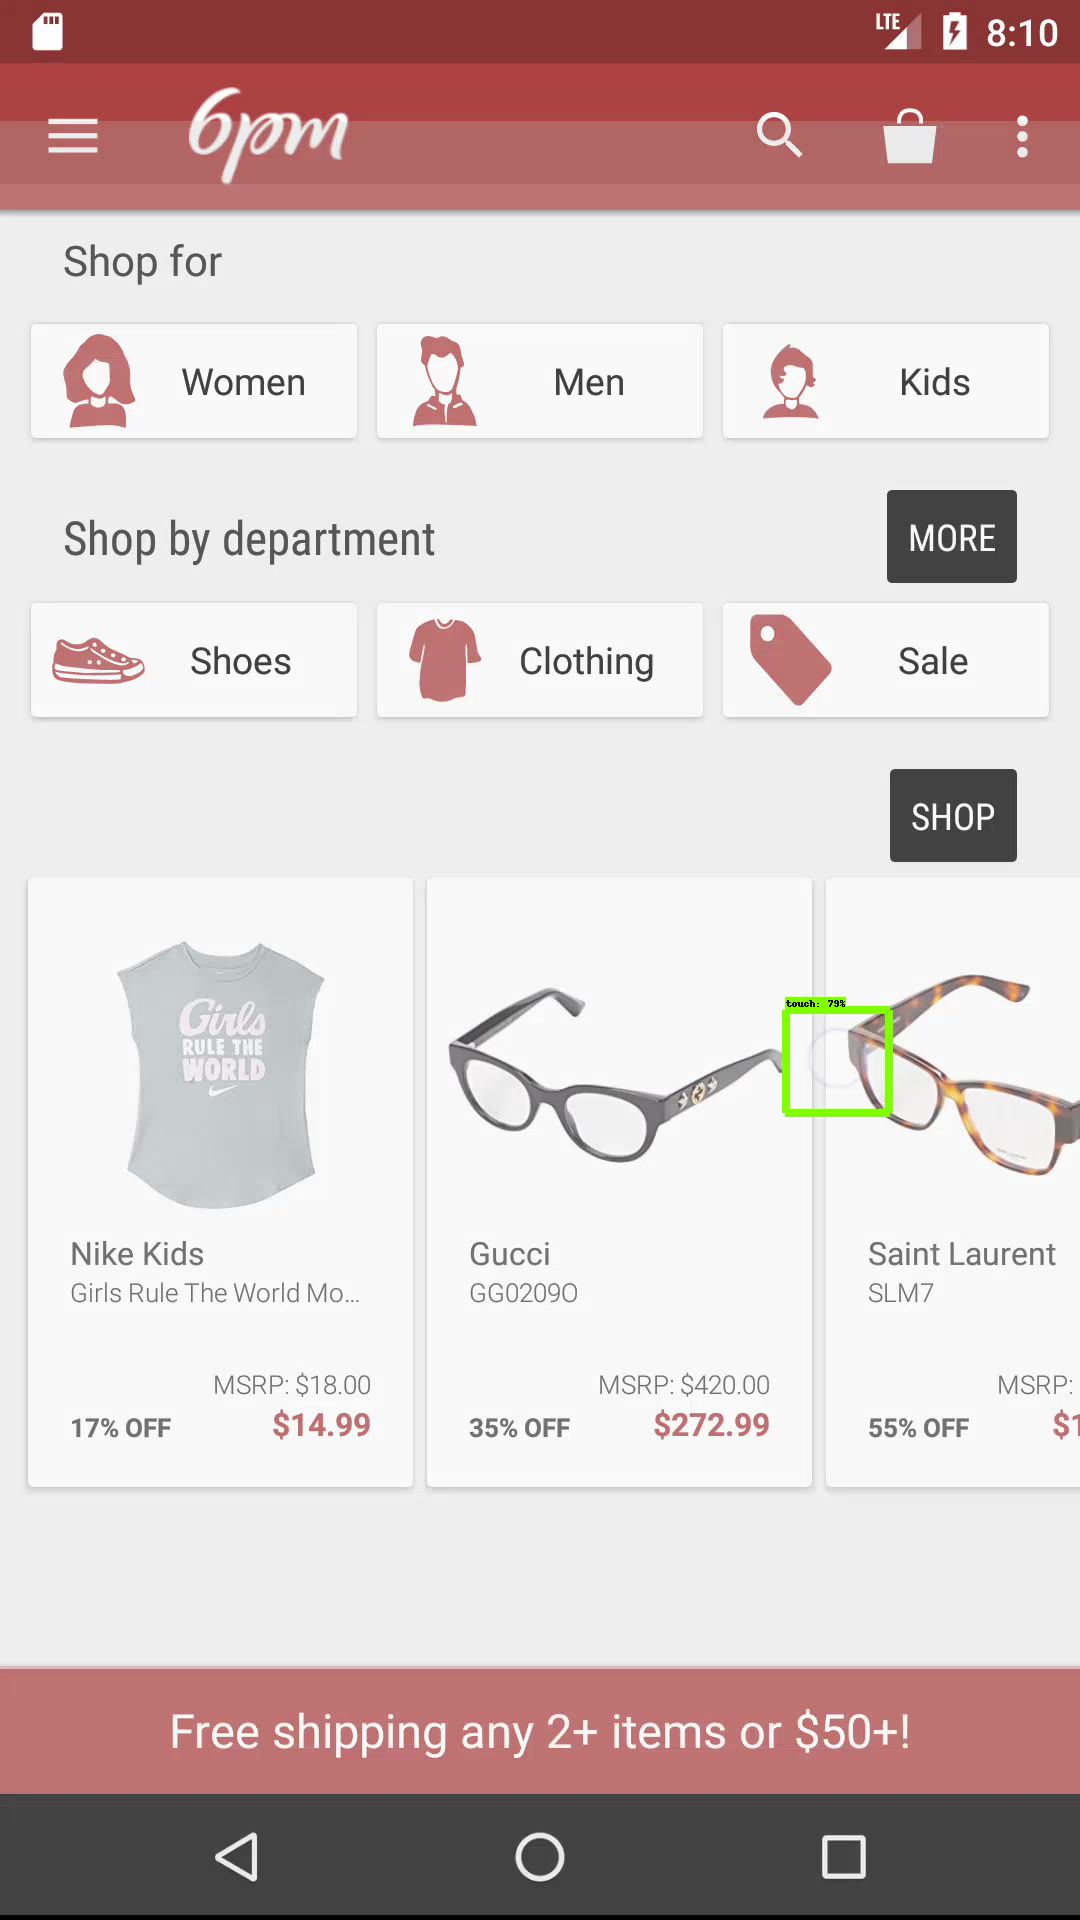 LTE 8:10
6pm
Shop for
Women Men Kids
Shop by department MORE
Shoes Clothing Sale
SHOP
Girls
RULE THE
WORLD
touch: 79%
Nike Kids
Girls Rule The World Mo...
MSRP: $18.00
17% OFF $14.99
Gucci
GG0209O
MSRP: $420.00
35% OFF $272.99
Saint Laurent
SLM7
MSRP:
55% OFF $1
Free shipping any 2+ items or $50+!